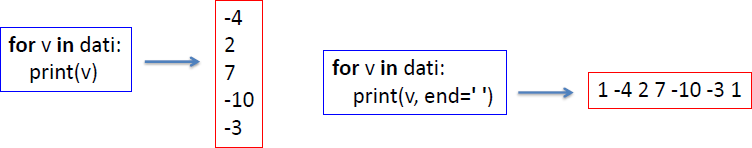 for v in dati:
print(v)
-4
2
7
-10
-3
for v in dati:
print(v, end=' ')
1 -4 2 7 -10 -3 1